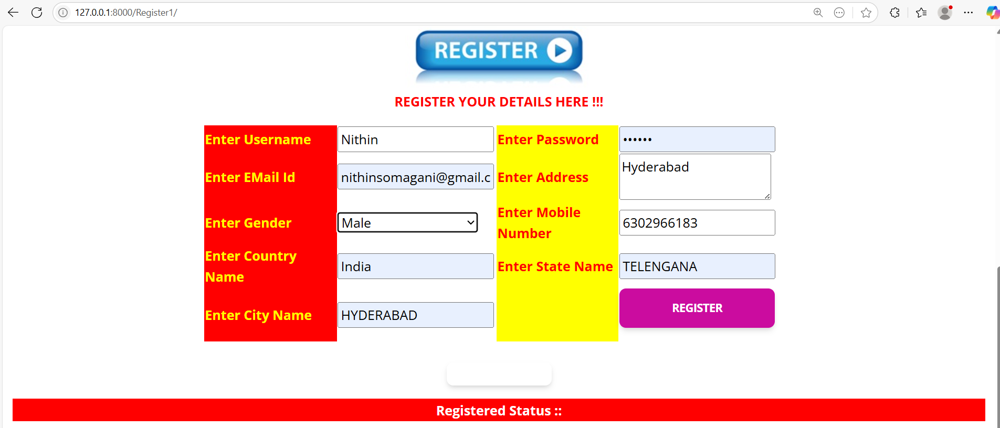 127.0.0.1:8000/Register1/
REGISTER
REGISTER YOUR DETAILS HERE !!!
Enter Username Nithin Enter Password ••••••
Enter EMail Id nithinsomagani@gmail.c Enter Address Hyderabad
Enter Gender Male Enter Mobile Number 6302966183
Enter Country Name India Enter State Name TELENGANA
Enter City Name HYDERABAD REGISTER
Registered Status ::